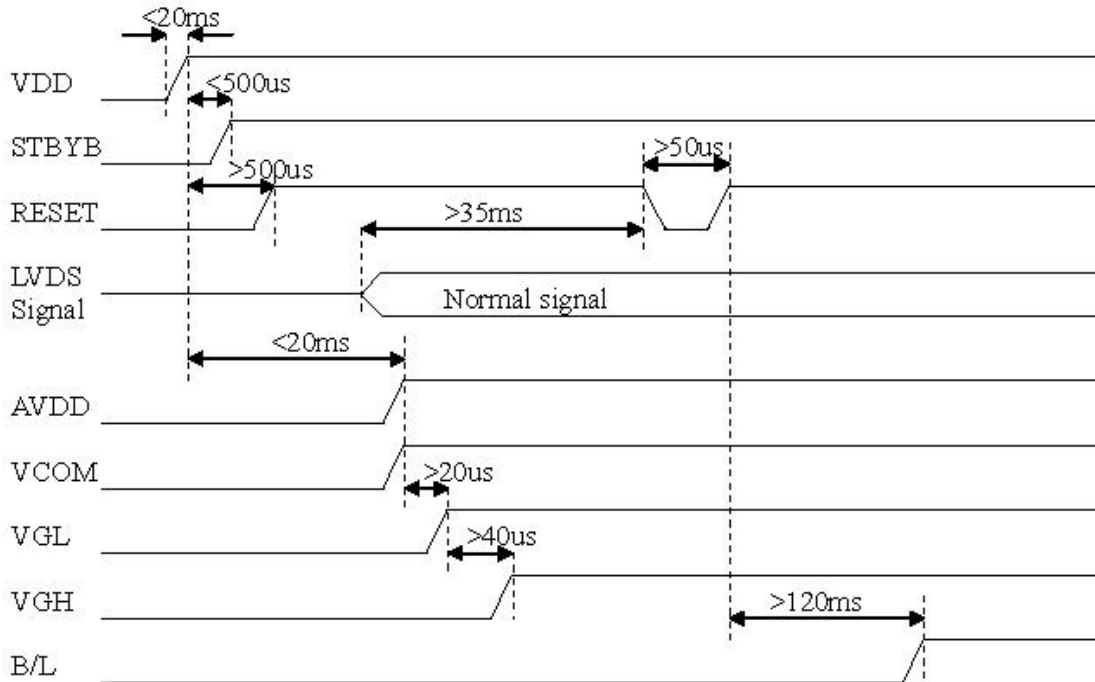 <20ms
VDD
<500us
STBYB
>500us
>50us
RESET
>35ms
LVDS
Signal
Normal signal
<20ms
AVDD
VCOM
>20us
VGL
>40us
VGH
>120ms
B/L